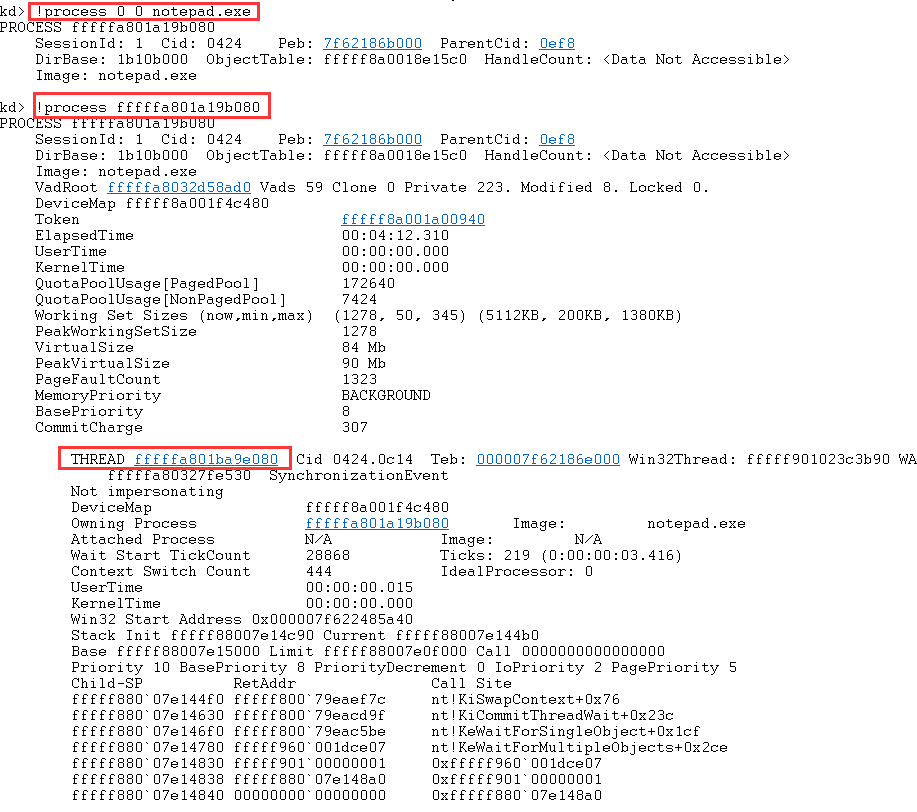 kd> !process 0 0 notepad.exe
PROCESS fffffa801a19b080
    SessionId: 1  Cid: 0424    Peb: 7f62186b000  ParentCid: 0ef8
    DirBase: 1b10b000  ObjectTable: fffff8a0018e15c0  HandleCount: <Data Not Accessible>
    Image: notepad.exe
kd> !process fffffa801a19b080
PROCESS fffffa801a19b080
    SessionId: 1  Cid: 0424    Peb: 7f62186b000  ParentCid: 0ef8
    DirBase: 1b10b000  ObjectTable: fffff8a0018e15c0  HandleCount: <Data Not Accessible>
    Image: notepad.exe
    VadRoot fffffa8032d58ad0 Vads 59 Clone 0 Private 223. Modified 8. Locked 0.
    DeviceMap fffff8a001f4c480
    Token                             fffff8a001a00940
    ElapsedTime                       00:04:12.310
    UserTime                          00:00:00.000
    KernelTime                        00:00:00.000
    QuotaPoolUsage[PagedPool]         172640
    QuotaPoolUsage[NonPagedPool]      7424
    Working Set Sizes (now,min,max)  (1278, 50, 345) (5112KB, 200KB, 1380KB)
    PeakWorkingSetSize                1278
    VirtualSize                       84 Mb
    PeakVirtualSize                   90 Mb
    PageFaultCount                    1323
    MemoryPriority                    BACKGROUND
    BasePriority                      8
    CommitCharge                      307
        THREAD fffffa801ba9e080  Cid 0424.0c14  Teb: 000007f62186e000 Win32Thread: fffff901023c3b90 WA
            fffffa80327fe530  SynchronizationEvent
        Not impersonating
        DeviceMap                 fffff8a001f4c480
        Owning Process            fffffa801a19b080       Image:         notepad.exe
        Attached Process          N/A            Image:         N/A
        Wait Start TickCount      28868          Ticks: 219 (0:00:00:03.416)
        Context Switch Count      444            IdealProcessor: 0
        UserTime                  00:00:00.015
        KernelTime                00:00:00.000
        Win32 Start Address 0x000007f622485a40
        Stack Init fffff88007e14c90 Current fffff88007e144b0
        Base fffff88007e15000 Limit fffff88007e0f000 Call 0000000000000000
        Priority 10 BasePriority 8 PriorityDecrement 0 IoPriority 2 PagePriority 5
        Child-SP          RetAddr               Call Site
        fffff880`07e144f0 fffff800`79eaef7c     nt!KiSwapContext+0x76
        fffff880`07e14630 fffff800`79eacd9f     nt!KiCommitThreadWait+0x23c
        fffff880`07e146f0 fffff800`79eac5be     nt!KeWaitForSingleObject+0x1cf
        fffff880`07e14780 fffff960`001dce07     nt!KeWaitForMultipleObjects+0x2ce
        fffff880`07e14830 fffff901`00000001     0xfffff960`001dce07
        fffff880`07e14838 fffff880`07e148a0     0xfffff901`00000001
        fffff880`07e14840 00000000`00000000     0xfffff880`07e148a0